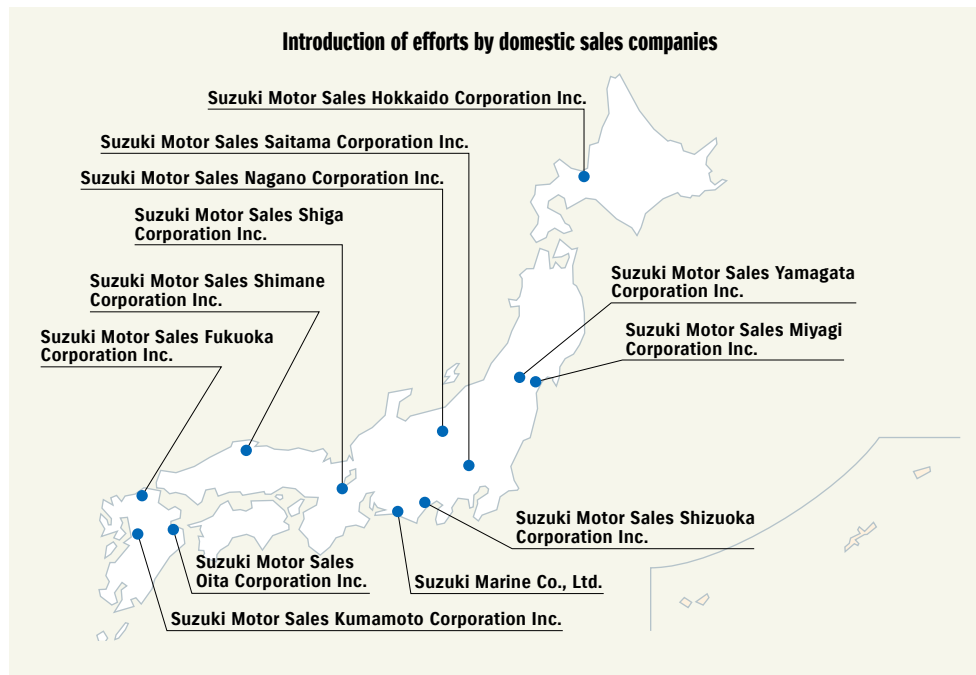 Introduction of efforts by domestic sales companies
Suzuki Motor Sales Hokkaido Corporation Inc.
Suzuki Motor Sales Saitama Corporation Inc.
Suzuki Motor Sales Nagano Corporation Inc.
Suzuki Motor Sales Shiga
Corporation Inc.
Suzuki Motor Sales Shimane
Corporation Inc.
Suzuki Motor Sales Fukuoka
Corporation Inc.
Suzuki Motor Sales Yamagata
Corporation Inc.
Suzuki Motor Sales Miyagi
Corporation Inc.
Suzuki Motor Sales Shizuoka
Corporation Inc.
Suzuki Motor Sales
Oita Corporation Inc.
Suzuki Marine Co., Ltd.
Suzuki Motor Sales Kumamoto Corporation Inc.